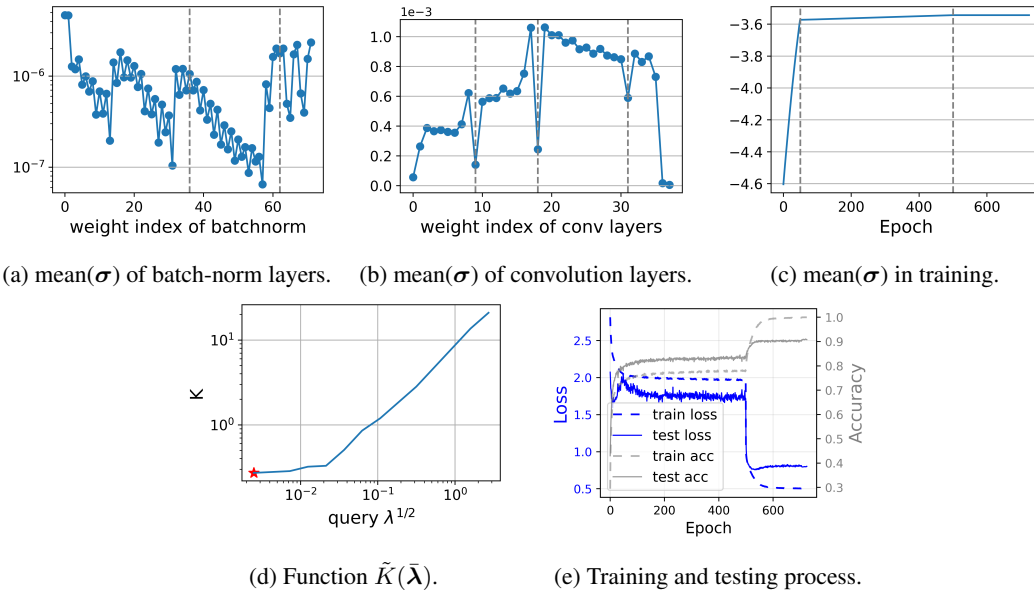 10⁻⁶
10⁻⁷
0 20 40 60
weight index of batchnorm
1e−3
1.0
0.8
0.6
0.4
0.2
0.0
0 10 20 30
weight index of conv layers
−3.6
−3.8
−4.0
−4.2
−4.4
−4.6
0 200 400 600
Epoch
(a) mean(σ) of batch-norm layers.
(b) mean(σ) of convolution layers.
(c) mean(σ) in training.
K
10¹
10⁰
10⁻² 10⁻¹ 10⁰
query λ^{1/2}
Loss
2.5
2.0
1.5
1.0
0.5
train loss
test loss
train acc
test acc
1.0
0.9
0.8
0.7
0.6
0.5
0.4
0.3
Accuracy
0 200 400 600
Epoch
(d) Function K̃(λ̄).
(e) Training and testing process.